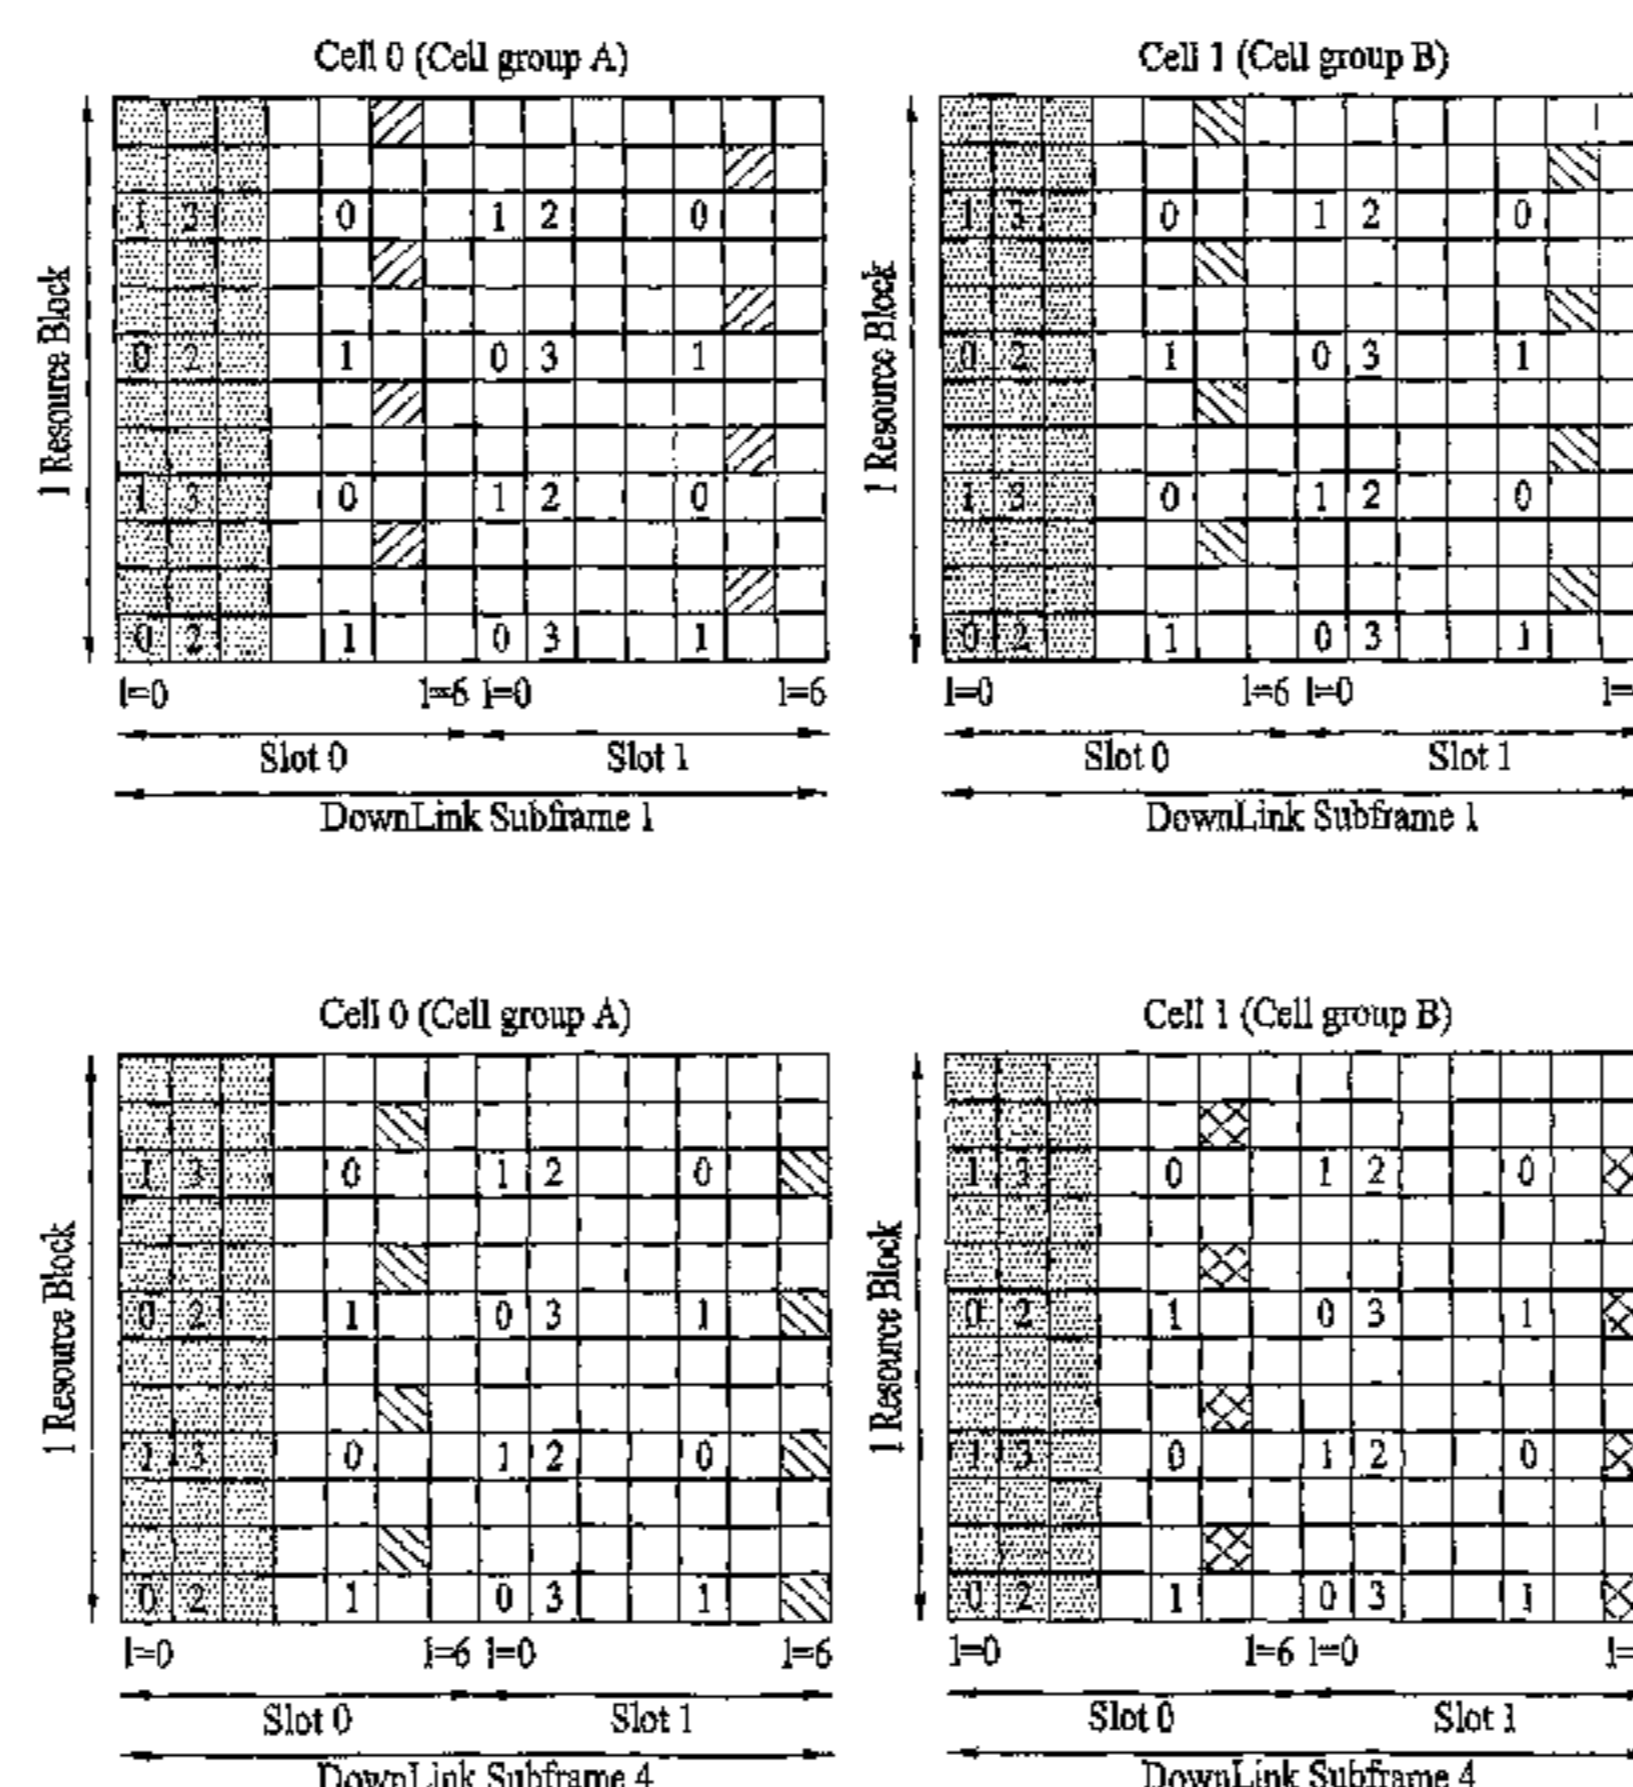 Cell 0 (Cell group A)
1 Resource Block
1 3 0 1 2 0
0 2 1 0 3 1
1 3 0 1 2 0
0 2 1 0 3 1
l=0 l=6 l=0 l=6
Slot 0 Slot 1
DownLink Subframe 1
Cell 1 (Cell group B)
1 Resource Block
1 3 0 1 2 0
0 2 1 0 3 1
1 3 0 1 2 0
0 2 1 0 3 1
l=0 l=6 l=0 l=
Slot 0 Slot 1
DownLink Subframe 1
Cell 0 (Cell group A)
1 Resource Block
1 3 0 1 2 0
0 2 1 0 3 1
1 3 0 1 2 0
0 2 1 0 3 1
l=0 l=6 l=0 l=6
Slot 0 Slot 1
DownLink Subframe 4
Cell 1 (Cell group B)
1 Resource Block
1 3 0 1 2 0
0 2 1 0 3 1
1 3 0 1 2 0
0 2 1 0 3 1
l=0 l=6 l=0 l=
Slot 0 Slot 1
DownLink Subframe 4